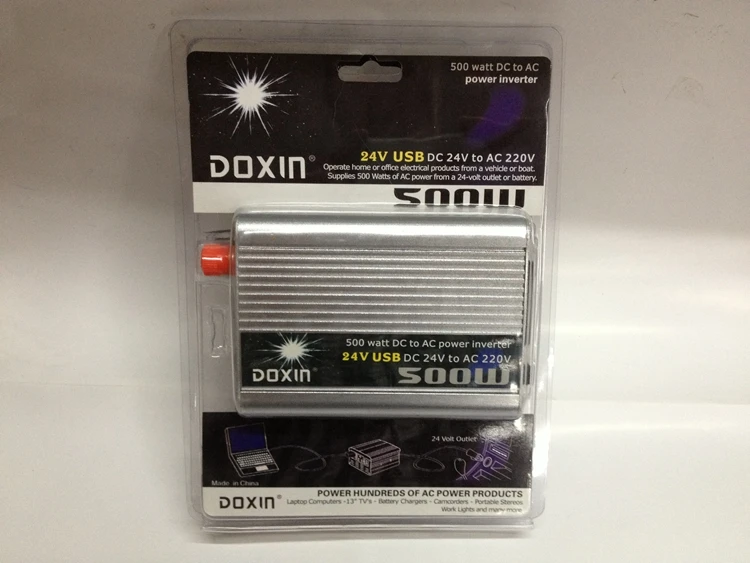 500 watt DC to AC
power inverter
24V USB DC 24V to AC 220V
DOXIN®
Operate home or office electrical products from a vehicle or boat.
Supplies 500 Watts of AC power from a 24-volt outlet or battery.
500W
500 watt DC to AC power inverter
24V USB DC 24V to AC 220V
DOXIN®
500W
24 Volt Outlet
Made in China
POWER HUNDREDS OF AC POWER PRODUCTS
DOXIN®
Laptop Computers -13" TV's - Battery Chargers - Camcorders - Portable Stereos
Work Lights and many more